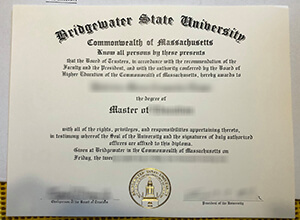 Bridgewater State University
Commonwealth of Massachusetts
Know all persons by these presents
that the Board of Trustees, in accordance with the recommendation of the
Faculty and the President, and with the authority conferred by the Board of
Higher Education of the Commonwealth of Massachusetts, hereby awards to
the degree of
Master of
with all of the rights, privileges, and responsibilities appertaining thereto,
in testimony whereof the Seal of the University and the signatures of duly authorized
officers are affixed to this diploma.
Given at Bridgewater in the Commonwealth of Massachusetts on
Friday, the
of the Board of Trustees
President of the University